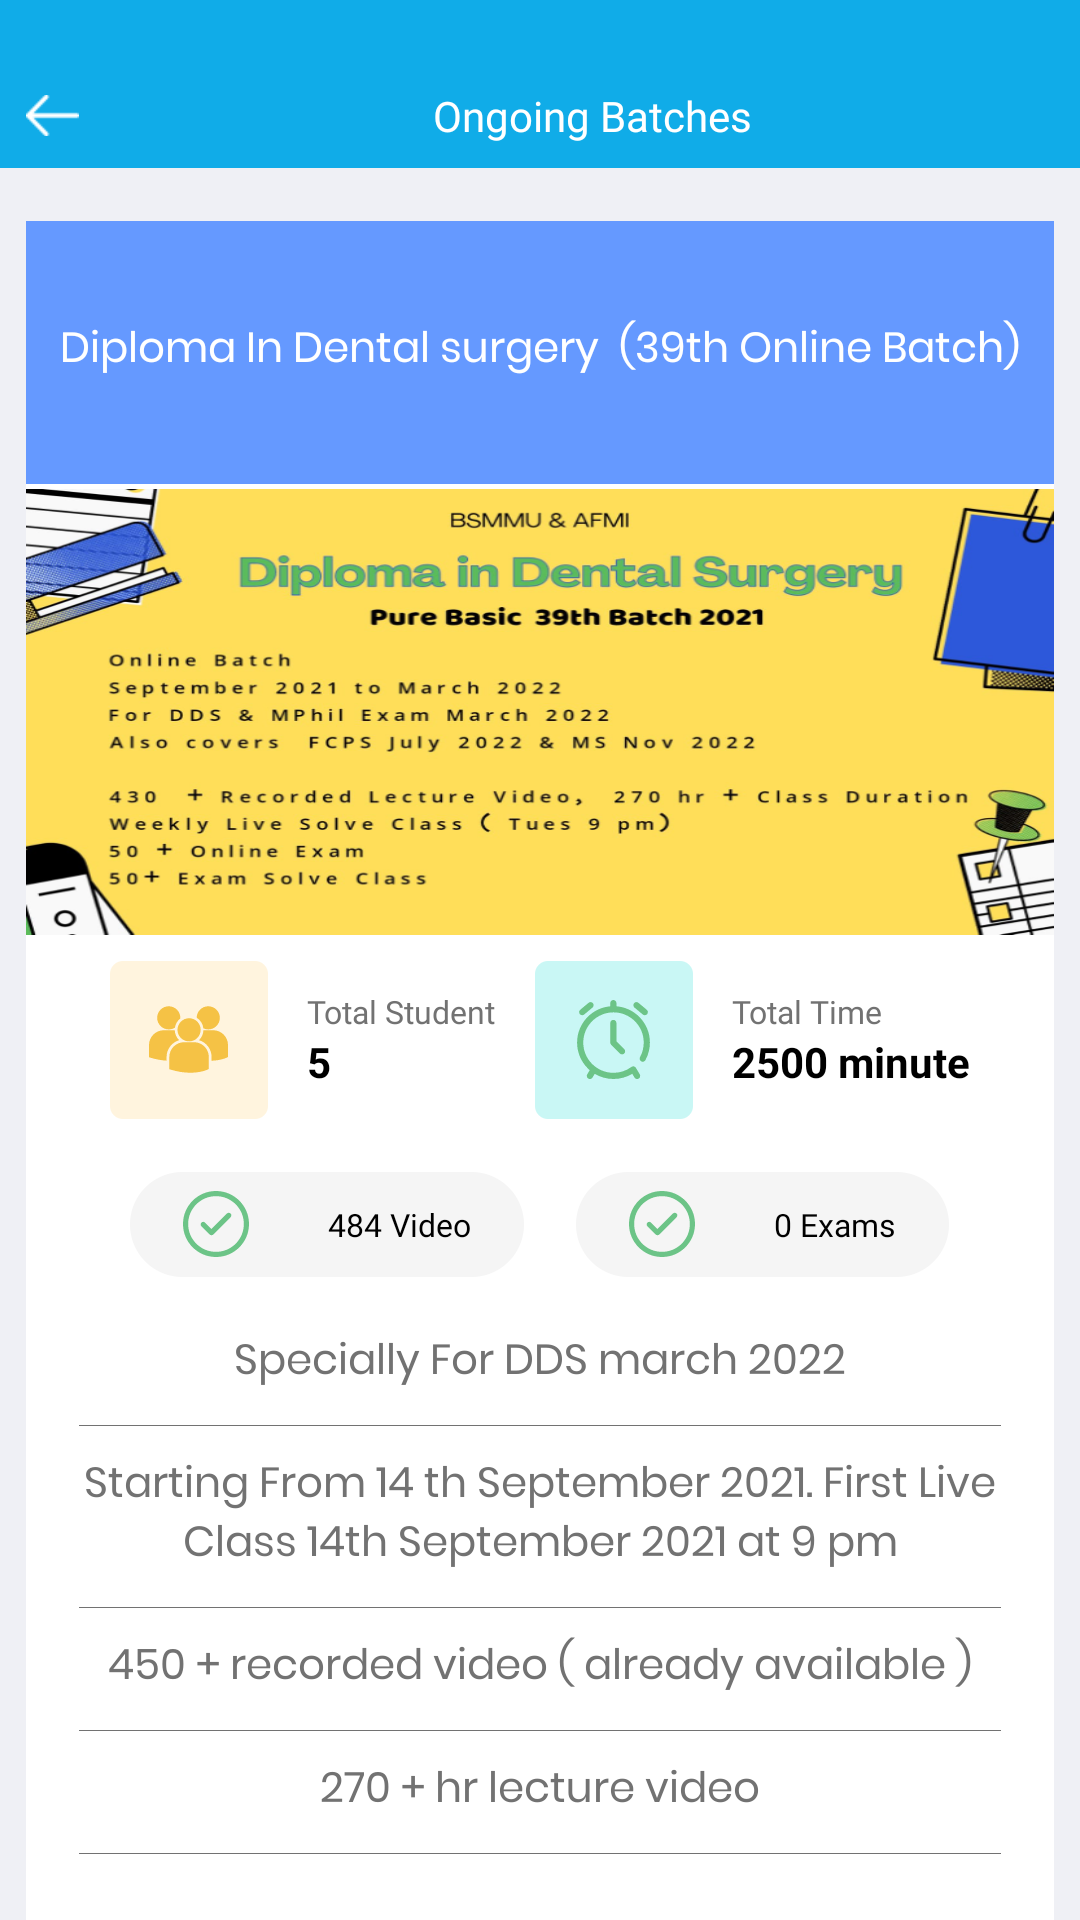 Ongoing Batches
Diploma In Dental surgery  (39th Online Batch)
BSMMU & AFMI
Diploma in Dental Surgery
Pure Basic  39th Batch 2021
Online Batch
September 2021 to March 2022
For DDS & MPhil Exam March 2022
Also covers  FCPS July 2022 & MS Nov 2022
430  + Recorded Lecture Video,  270 hr + Class Duration
Weekly Live Solve Class ( Tues 9 pm)
50 + Online Exam
50+ Exam Solve Class
Total Student
5
Total Time
2500 minute
484 Video
0 Exams
Specially For DDS march 2022
Starting From 14 th September 2021. First Live
Class 14th September 2021 at 9 pm
450 + recorded video ( already available )
270 + hr lecture video